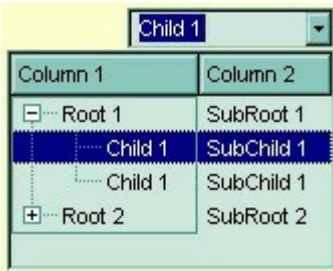 Child 1
Column 1 Column 2
Root 1 SubRoot 1
Child 1 SubChild 1
Child 1 SubChild 1
Root 2 SubRoot 2